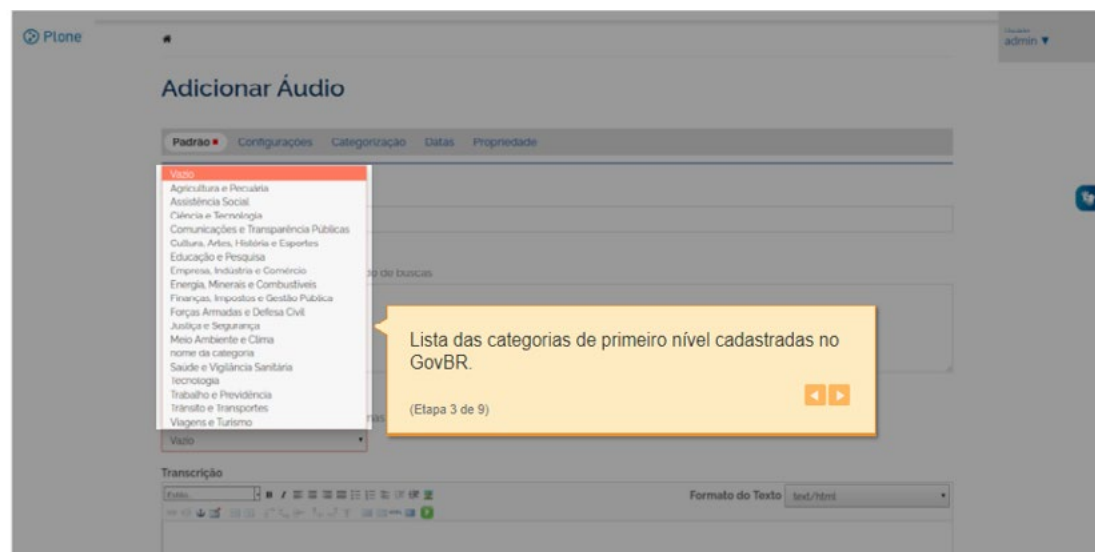 Plone
admin ▼
Adicionar Áudio
Padrão Configurações Categorização Datas Propriedade
Vazio
Agricultura e Pecuária
Assistência Social
Ciência e Tecnologia
Comunicações e Transparência Públicas
Cultura, Artes, História e Esportes
Educação e Pesquisa
Empresa, Indústria e Comércio
de buscas
Energia, Minerais e Combustíveis
Finanças, Impostos e Gestão Pública
Forças Armadas e Defesa Civil
Justiça e Segurança
Meio Ambiente e Clima
nome da categoria
Saúde e Vigilância Sanitária
Tecnologia
Trabalho e Previdência
Trânsito e Transportes
Viagens e Turismo
Lista das categorias de primeiro nível cadastradas no
GovBR.
(Etapa 3 de 9)
Vazio
Transcrição
Estilo...
Formato do Texto text/html